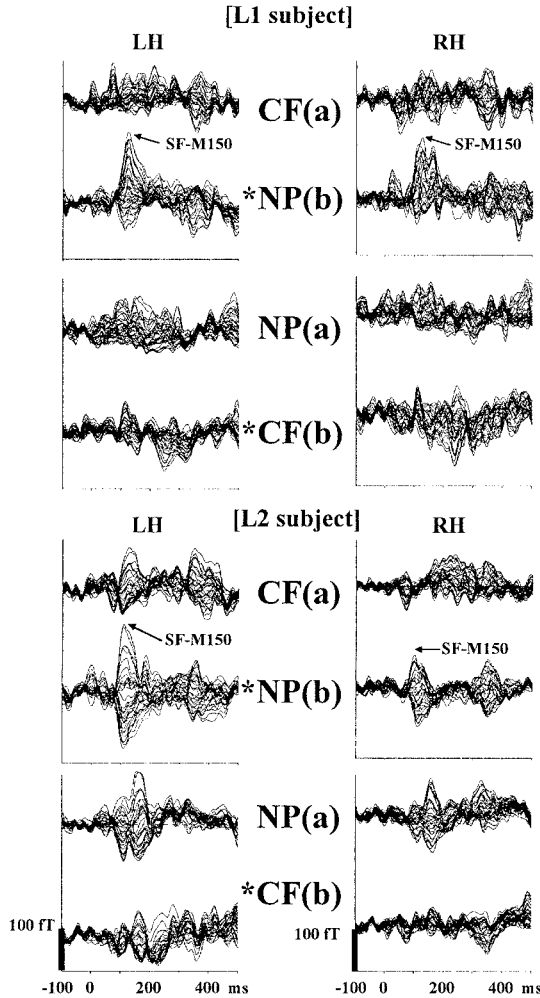 [L1 subject]
LH RH
CF(a)
SF-M150 SF-M150
*NP(b)
NP(a)
*CF(b)
[L2 subject]
LH RH
CF(a)
SF-M150 SF-M150
*NP(b)
NP(a)
*CF(b)
100 fT 100 fT
-100 0 200 400 ms -100 0 200 400 ms